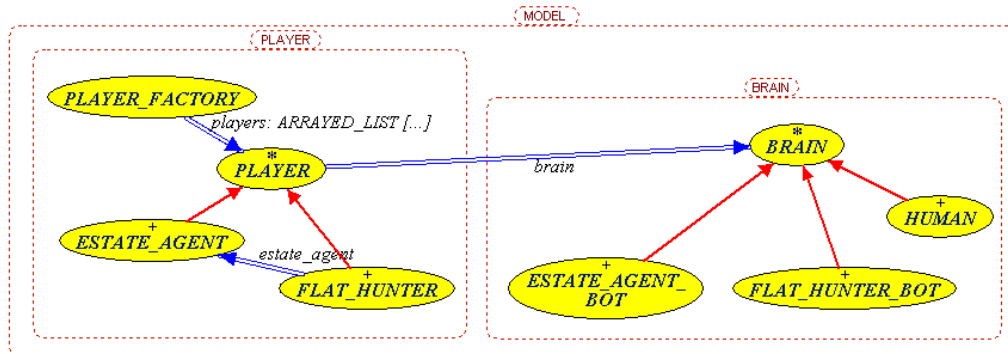 MODEL
PLAYER
PLAYER_FACTORY
players: ARRAYED_LIST [...]
*
PLAYER
+
ESTATE_AGENT
estate_agent
+
FLAT_HUNTER
brain
BRAIN
*
BRAIN
+
HUMAN
+
ESTATE_AGENT_
BOT
+
FLAT_HUNTER_BOT